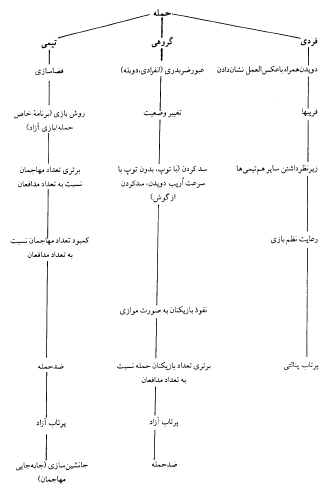 حمله
فردی
گروهی
تیمی
دویدن‌همراه‌با‌عکس‌العمل نشان‌دادن
عبورضربدری (انفرادی،دوبله)
فضاسازی
فریبها
تغییر وضعیت
روش بازی (برنامهٔ خاص
حمله/بازی آزاد)
زیرنظرداشتن سایر هم‌تیمی‌ها
سد کردن (با توپ، بدون توپ با
سرعت اُریب دویدن، سدکردن
از گوش)
برتری تعداد مهاجمان
نسبت به تعداد مدافعان
رعایت نظم بازی
کمبود تعداد مهاجمان نسبت
به تعداد مدافعان
نفوذ بازیکنان به صورت موازی
پرتاب پنالتی
برتری تعداد بازیکنان حمله نسبت
به تعداد مدافعان
ضدحمله
پرتاب آزاد
پرتاب آزاد
ضدحمله
جانشین‌سازی (جابه‌جایی
مهاجمان)